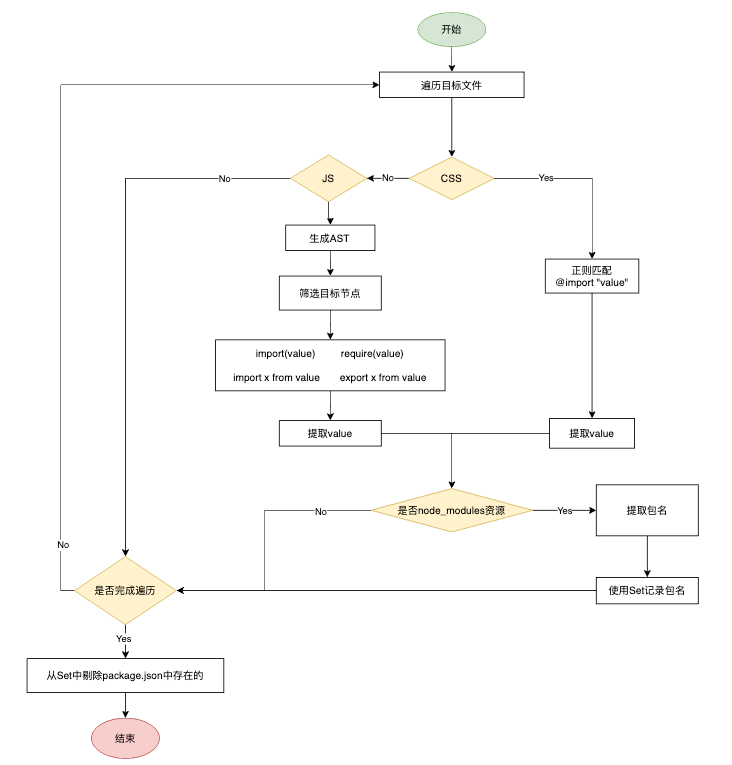 开始
遍历目标文件
No
JS
No
CSS
Yes
生成AST
正则匹配
@import "value"
筛选目标节点
import(value) require(value)
import x from value export x from value
提取value
提取value
No
是否node_modules资源
Yes
提取包名
No
是否完成遍历
使用Set记录包名
Yes
从Set中剔除package.json中存在的
结束